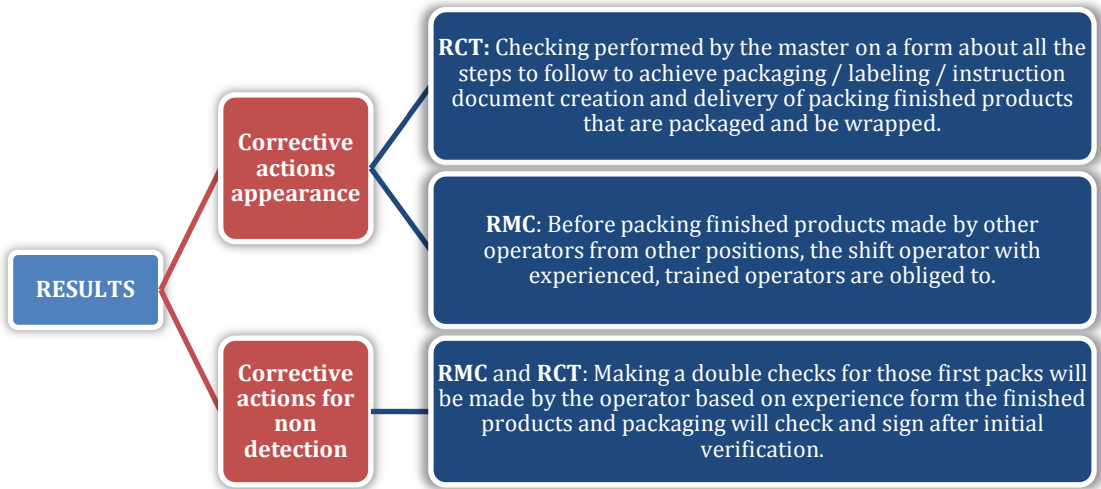 RESULTS
Corrective
actions
appearance
RCT: Checking performed by the master on a form about all the
steps to follow to achieve packaging / labeling / instruction
document creation and delivery of packing finished products
that are packaged and be wrapped.
RMC: Before packing finished products made by other
operators from other positions, the shift operator with
experienced, trained operators are obliged to.
Corrective
actions for
non
detection
RMC and RCT: Making a double checks for those first packs will
be made by the operator based on experience form the finished
products and packaging will check and sign after initial
verification.